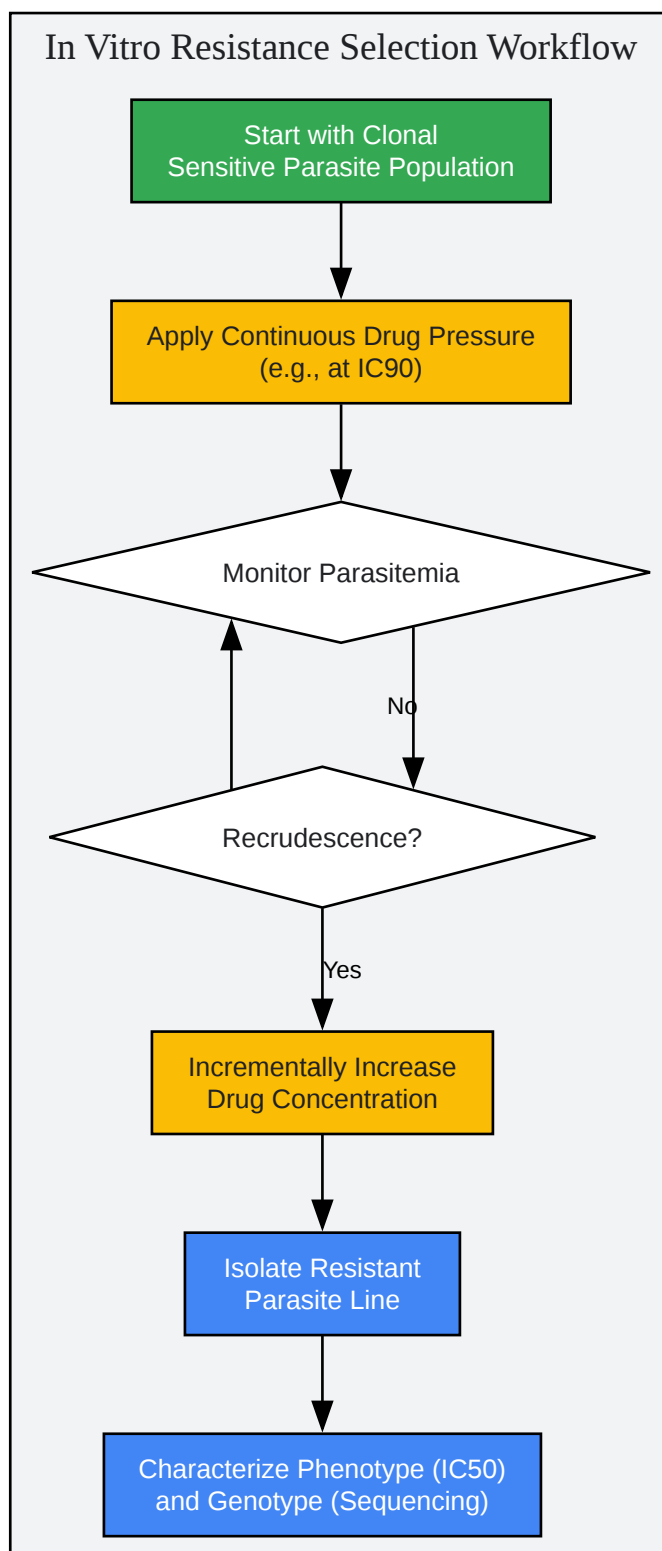 In Vitro Resistance Selection Workflow
Start with Clonal
Sensitive Parasite Population
Apply Continuous Drug Pressure
(e.g., at IC90)
Monitor Parasitemia
No
Recrudescence?
Yes
Incrementally Increase
Drug Concentration
Isolate Resistant
Parasite Line
Characterize Phenotype (IC50)
and Genotype (Sequencing)